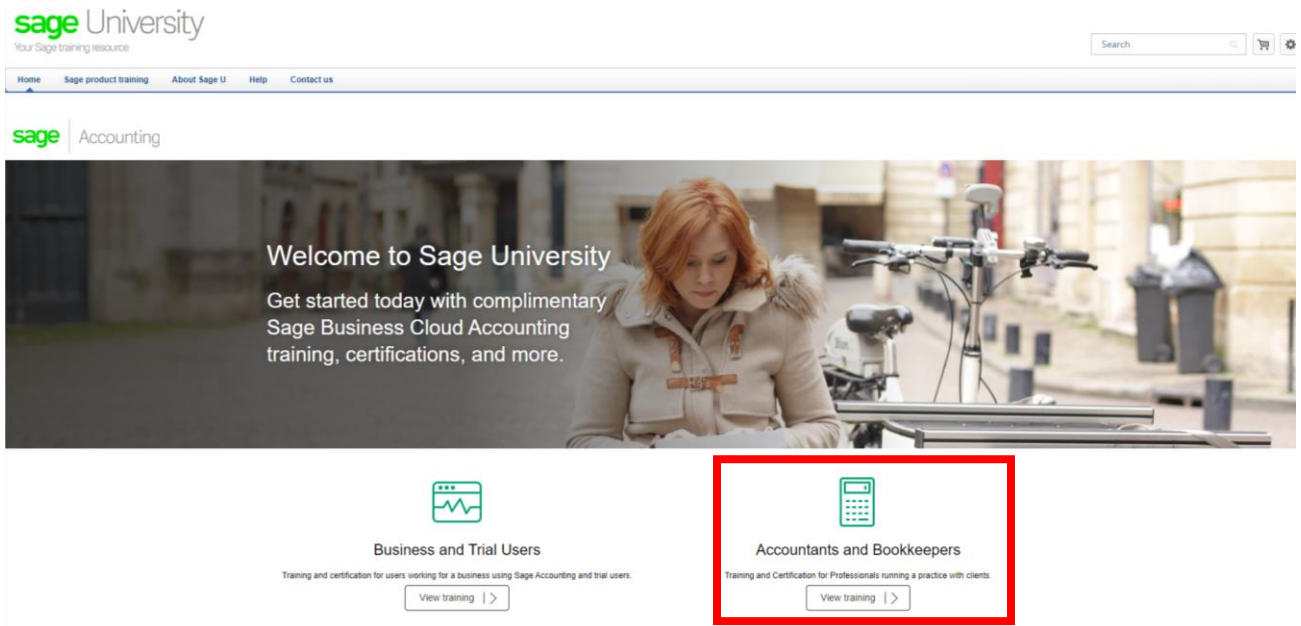 sage University
Your Sage training resource
Search
Home Sage product training About Sage U Help Contact us
sage Accounting
Welcome to Sage University
Get started today with complimentary
Sage Business Cloud Accounting
training, certifications, and more.
Business and Trial Users
Training and certification for users working for a business using Sage Accounting and trial users.
View training
Accountants and Bookkeepers
Training and Certification for Professionals running a practice with clients.
View training